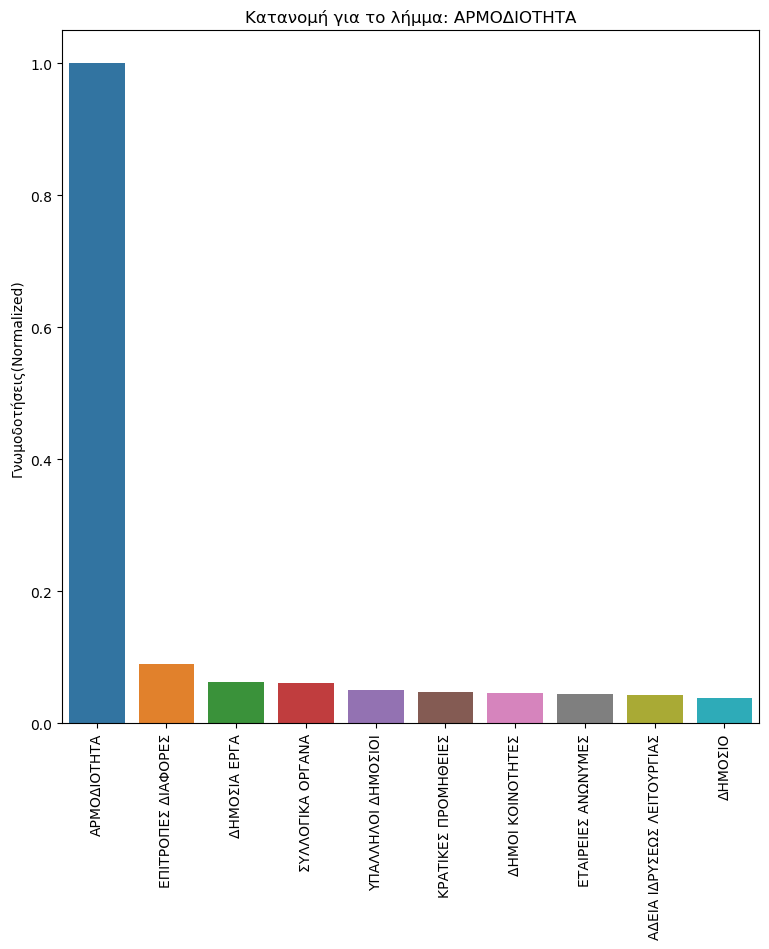 Κατανομή για το λήμμα: ΑΡΜΟΔΙΟΤΗΤΑ
Γνωμοδοτήσεις(Normalized)
1.0
0.8
0.6
0.4
0.2
0.0
ΑΡΜΟΔΙΟΤΗΤΑ
ΕΠΙΤΡΟΠΕΣ ΔΙΑΦΟΡΕΣ
ΔΗΜΟΣΙΑ ΕΡΓΑ
ΣΥΛΛΟΓΙΚΑ ΟΡΓΑΝΑ
ΥΠΑΛΛΗΛΟΙ ΔΗΜΟΣΙΟΙ
ΚΡΑΤΙΚΕΣ ΠΡΟΜΗΘΕΙΕΣ
ΔΗΜΟΙ ΚΟΙΝΟΤΗΤΕΣ
ΕΤΑΙΡΕΙΕΣ ΑΝΩΝΥΜΕΣ
ΑΔΕΙΑ ΙΔΡΥΣΕΩΣ ΛΕΙΤΟΥΡΓΙΑΣ
ΔΗΜΟΣΙΟ